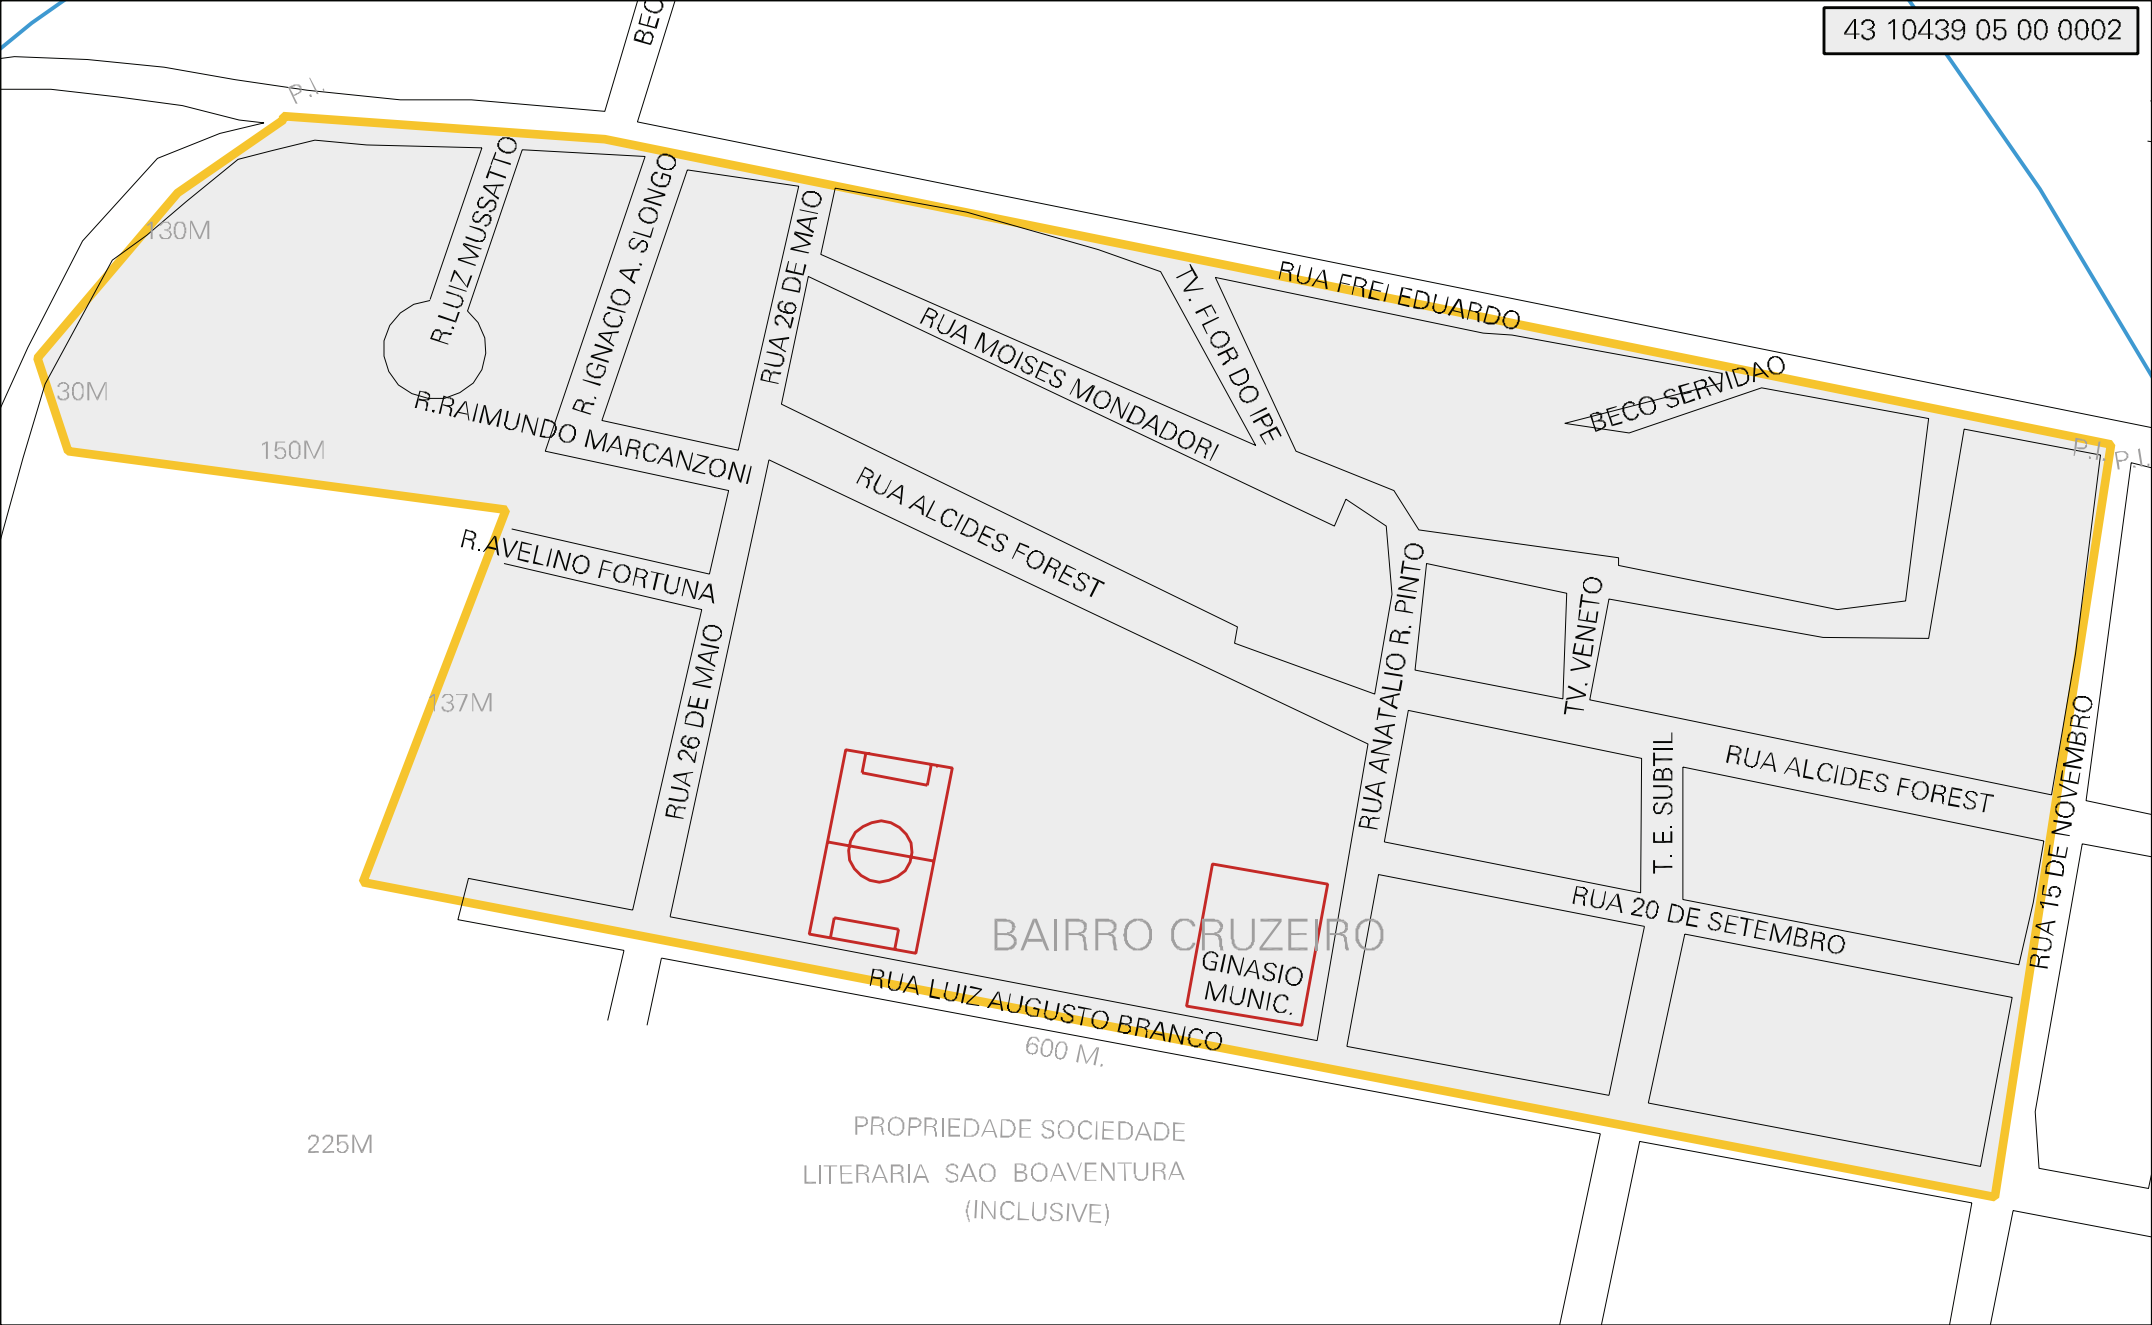 BEC
43 10439 05 00 0002
P.I.
R.LUIZ MUSSATTO
R. IGNACIO A. SLONGO
RUA 26 DE MAIO
130M
RUA MOISES MONDADORI
TV. FLOR DO IPE
RUA FREI EDUARDO
BECO SERVIDAO
30M
R.RAIMUNDO MARCANZONI
150M
P.I.
P.I.
RUA ALCIDES FOREST
R.AVELINO FORTUNA
RUA ANATALIO R. PINTO
TV. VENETO
RUA 26 DE MAIO
137M
T. E. SUBTIL
RUA ALCIDES FOREST
RUA 15 DE NOVEMBRO
RUA 20 DE SETEMBRO
BAIRRO CRUZEIRO
GINASIO
MUNIC.
RUA LUIZ AUGUSTO BRANCO
600 M.
PROPRIEDADE SOCIEDADE
LITERARIA SAO BOAVENTURA
(INCLUSIVE)
225M